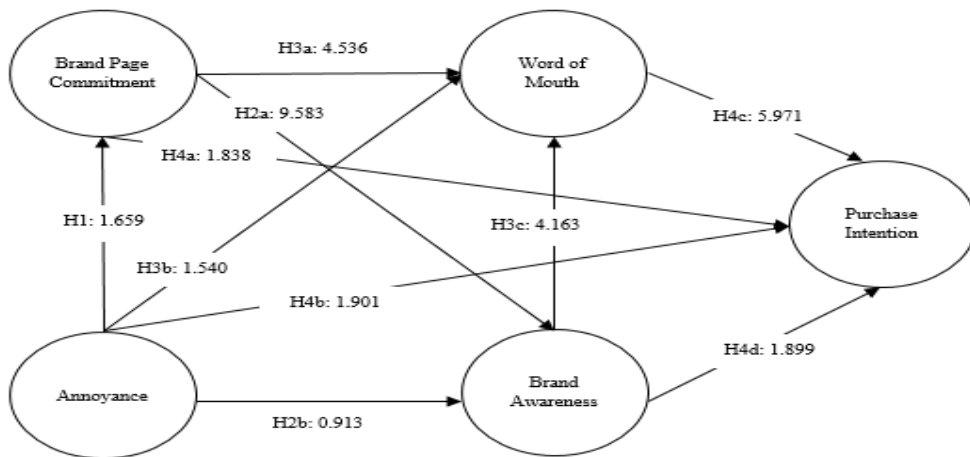 Brand Page
Commitment
H3a: 4.536
Word of
Mouth
H2a: 9.583
H4c: 5.971
H4a: 1.838
H1: 1.659
H3c: 4.163
Purchase
Intention
H3b: 1.540
H4b: 1.901
H4d: 1.899
Annoyance
Brand
Awareness
H2b: 0.913